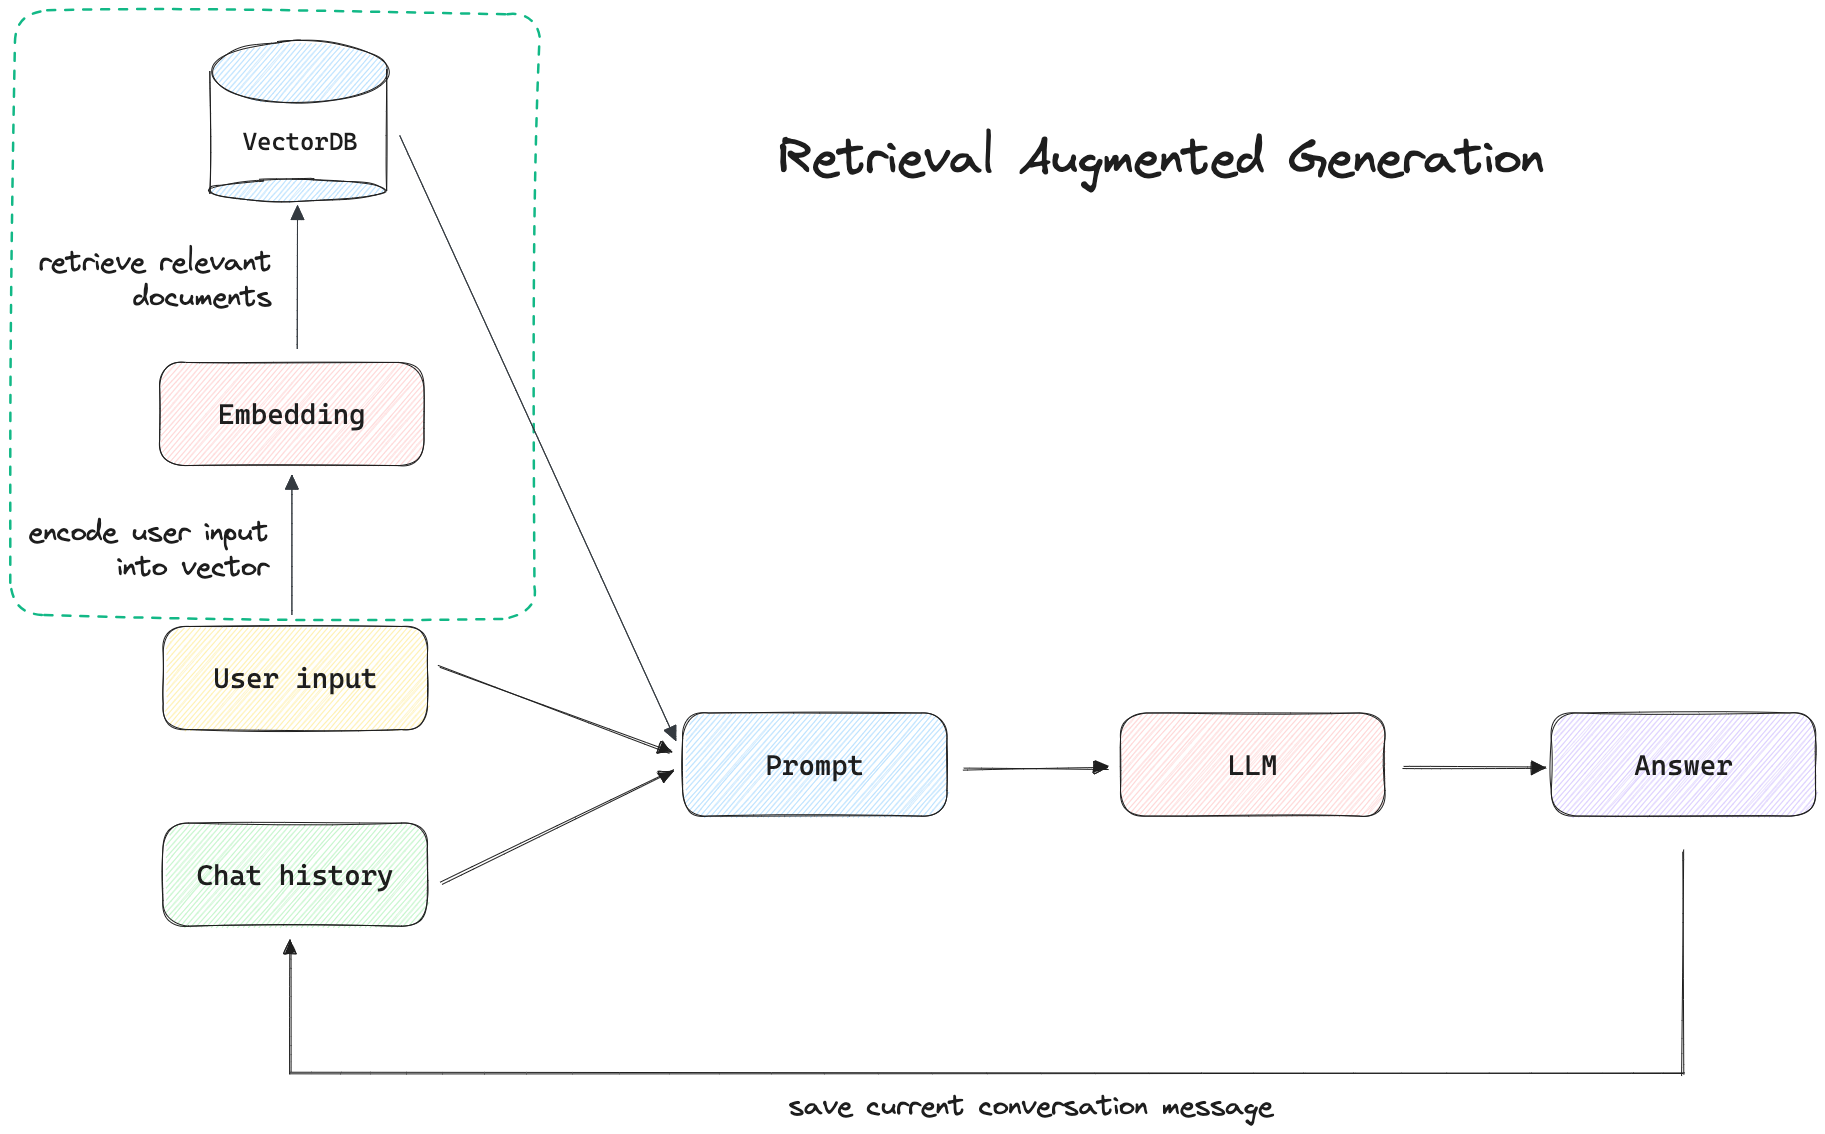 VectorDB
Retrieval Augmented Generation
retrieve relevant
documents
Embedding
encode user input
into vector
User input
Prompt
LLM
Answer
Chat history
save current conversation message